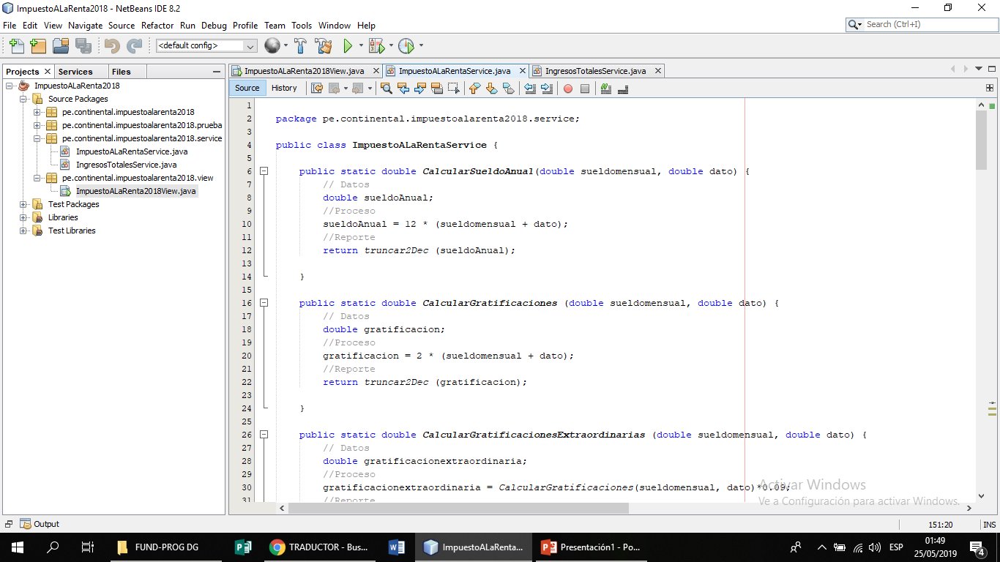 ImpuestoALaRenta2018 - NetBeans IDE 8.2
File Edit View Navigate Source Refactor Run Debug Profile Team Tools Window Help
Search (Ctrl+I)
<default config>
Projects Services Files
ImpuestoALaRenta2018
Source Packages
pe.continental.impuestoalarenta2018
pe.continental.impuestoalarenta2018.prueba
pe.continental.impuestoalarenta2018.service
ImpuestoALaRentaService.java
IngresosTotalesService.java
pe.continental.impuestoalarenta2018.view
ImpuestoALaRenta2018View.java
Test Packages
Libraries
Test Libraries
ImpuestoALaRenta2018View.java ImpuestoALaRentaService.java IngresosTotalesService.java
Source History
1
2 package pe.continental.impuestoalarenta2018.service;
3
4 public class ImpuestoALaRentaService {
5
6 public static double CalcularSueldoAnual(double sueldomensual, double dato) {
7 // Datos
8 double sueldoAnual;
9 //Proceso
10 sueldoAnual = 12 * (sueldomensual + dato);
11 //Reporte
12 return truncar2Dec (sueldoAnual);
13
14 }
15
16 public static double CalcularGratificaciones (double sueldomensual, double dato) {
17 // Datos
18 double gratificacion;
19 //Proceso
20 gratificacion = 2 * (sueldomensual + dato);
21 //Reporte
22 return truncar2Dec (gratificacion);
23
24 }
25
26 public static double CalcularGratificacionesExtraordinarias (double sueldomensual, double dato) {
27 // Datos
28 double gratificacionextraordinaria;
29 //Proceso
30 gratificacionextraordinaria = CalcularGratificaciones(sueldomensual, dato)*0.09;
31 //Reporte
Activar Windows
Ve a Configuración para activar Windows.
Output
151:20 INS
FUND-PROG DG
TRADUCTOR - Bus...
ImpuestoALaRenta...
Presentación1 - Po...
ESP
01:49
25/05/2019
4